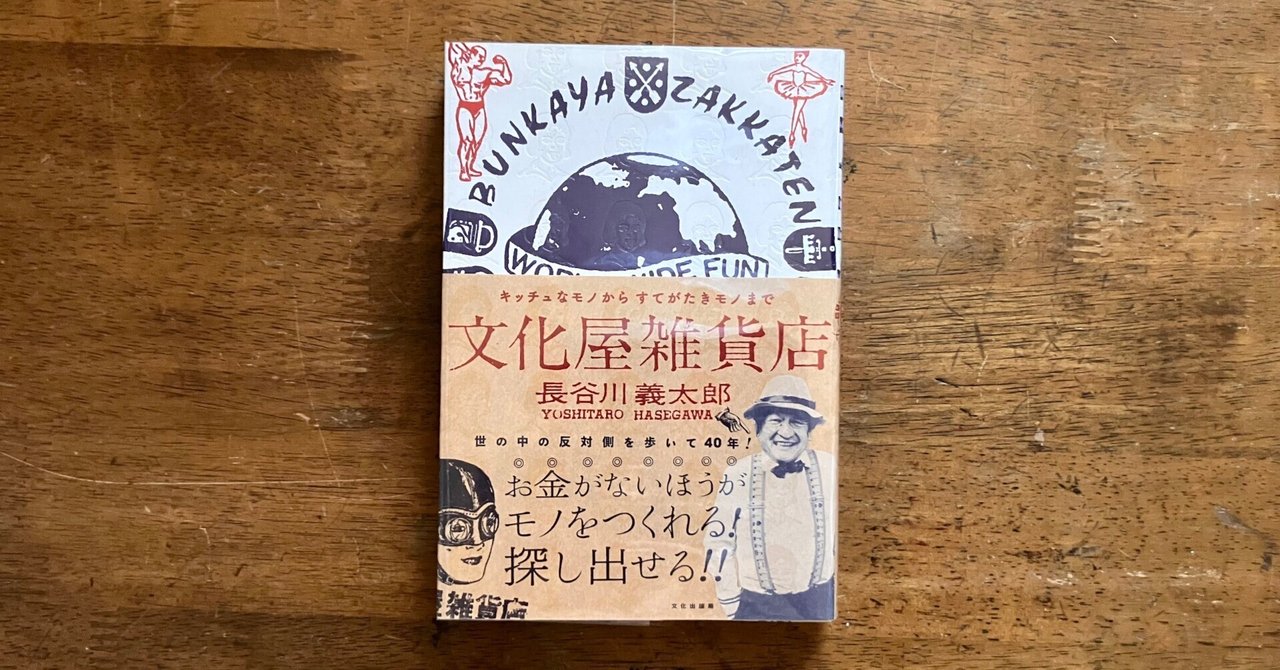 BUNKAYA ZAKKATEN
WORLDWIDE FUN
キッチュなモノから すてがたきモノまで
文化屋雑貨店
長谷川 義太郎
YOSHITARO HASEGAWA
世の中の反対側を歩いて40年！
◎◎◎◎◎◎◎
お金がないほうが
モノをつくれる！
探し出せる！！
屋雑貨店
文化出版局